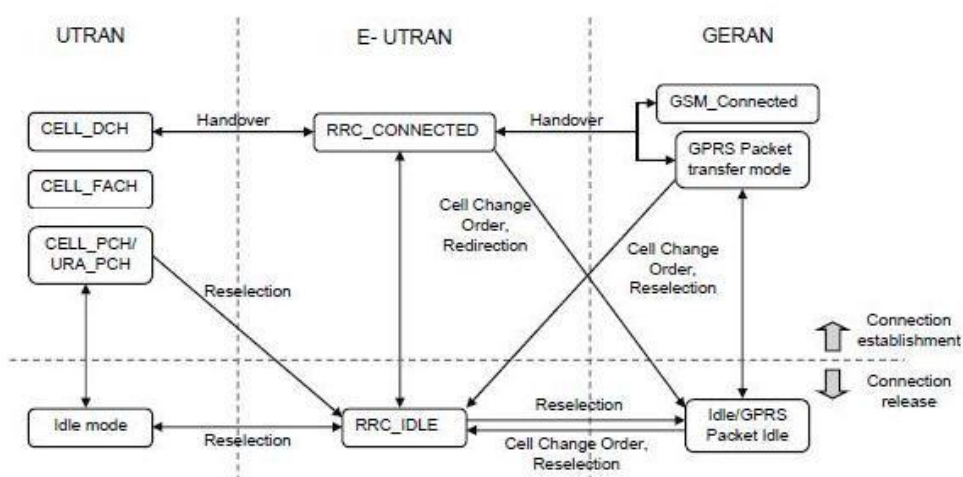 UTRAN
E- UTRAN
GERAN
GSM_Connected
CELL_DCH
Handover
RRC_CONNECTED
Handover
GPRS Packet
transfer mode
CELL_FACH
Cell Change
Order,
Redirection
CELL_PCH/
URA_PCH
Cell Change
Order,
Reselection
Reselection
Connection
establishment
Connection
release
Idle mode
Reselection
RRC_IDLE
Reselection
Cell Change Order,
Reselection
Idle/GPRS
Packet Idle